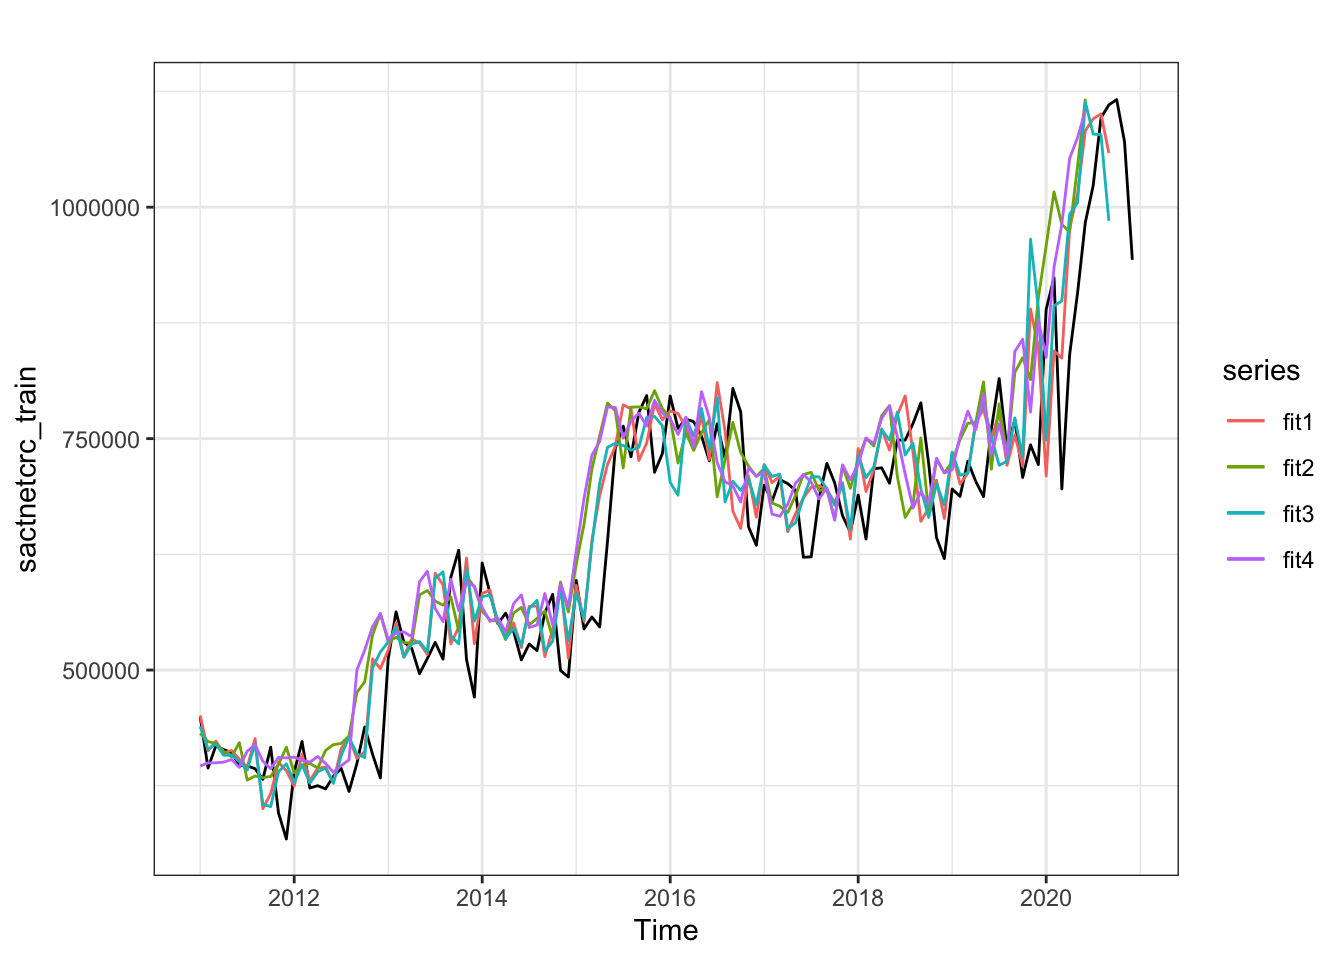 1000000
750000
500000
sactnetcrc_train
2012 2014 2016 2018 2020
Time
series
fit1
fit2
fit3
fit4